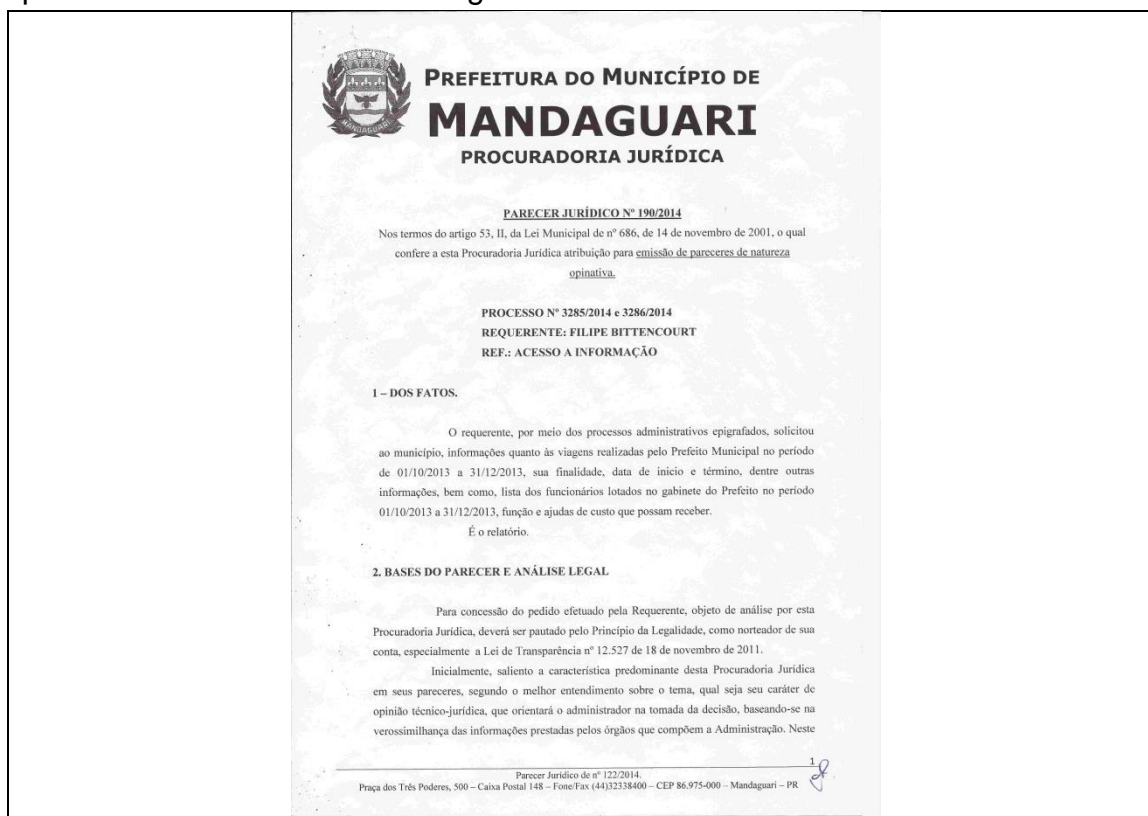 PREFEITURA DO MUNICÍPIO DE
MANDAGUARI
PROCURADORIA JURÍDICA
MANDAGUARI
PARECER JURÍDICO Nº 190/2014
Nos termos do artigo 53, II, da Lei Municipal de nº 686, de 14 de novembro de 2001, o qual
confere a esta Procuradoria Jurídica atribuição para emissão de pareceres de natureza
opinativa.
PROCESSO Nº 3285/2014 e 3286/2014
REQUERENTE: FILIPE BITTENCOURT
REF.: ACESSO A INFORMAÇÃO
1 – DOS FATOS.
O requerente, por meio dos processos administrativos epigrafados, solicitou
ao município, informações quanto às viagens realizadas pelo Prefeito Municipal no período
de 01/10/2013 a 31/12/2013, sua finalidade, data de inicio e término, dentre outras
informações, bem como, lista dos funcionários lotados no gabinete do Prefeito no período
01/10/2013 a 31/12/2013, função e ajudas de custo que possam receber.
É o relatório.
2. BASES DO PARECER E ANÁLISE LEGAL
Para concessão do pedido efetuado pela Requerente, objeto de análise por esta
Procuradoria Jurídica, deverá ser pautado pelo Princípio da Legalidade, como norteador de sua
conta, especialmente a Lei de Transparência nº 12.527 de 18 de novembro de 2011.
Inicialmente, saliento a característica predominante desta Procuradoria Jurídica
em seus pareceres, segundo o melhor entendimento sobre o tema, qual seja seu caráter de
opinião técnico-jurídica, que orientará o administrador na tomada da decisão, baseando-se na
verossimilhança das informações prestadas pelos órgãos que compõem a Administração. Neste
1
Parecer Jurídico de nº 122/2014.
Praça dos Três Poderes, 500 – Caixa Postal 148 – Fone/Fax (44)32338400 – CEP 86.975-000 – Mandaguari – PR